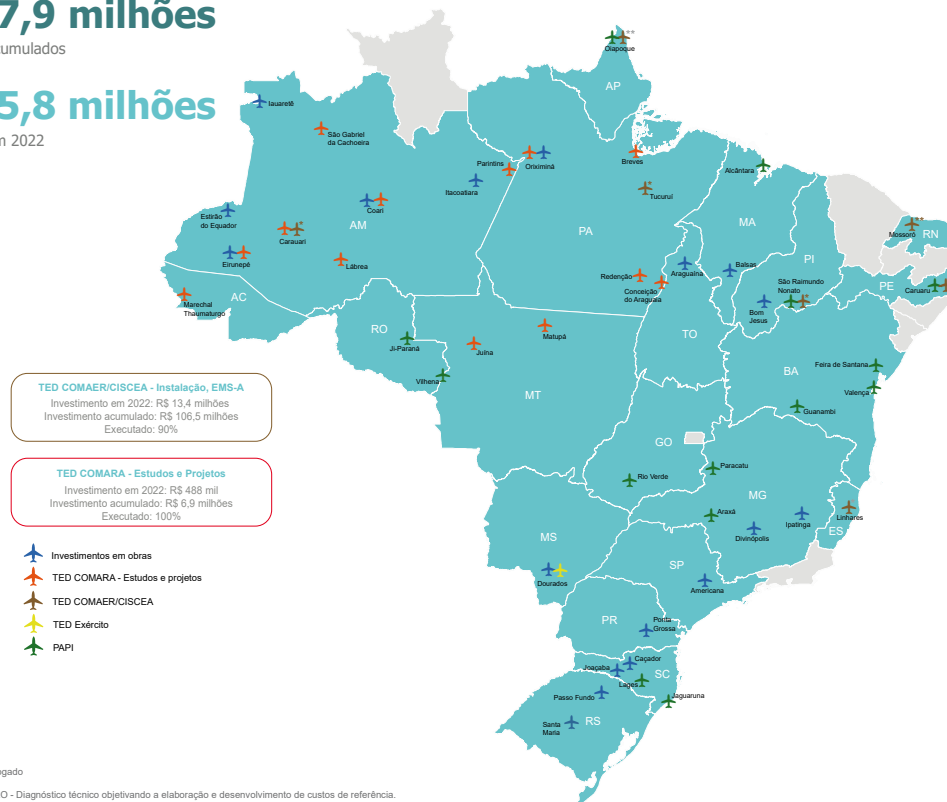 7,9 milhões
cumulados
5,8 milhões
m 2022
Oiapoque
**
AP
Iauaretê
São Gabriel
da Cachoeira
Parintins
Oriximiná
Breves
Alcântara
Itacoatiara
Tucuruí
*
Estirão
do Equador
Coari
AM
Carauari
*
PA
MA
Mossoró
**
RN
Eirunepé
Lábrea
Redenção
Conceição
do Araguaia
Araguaína
Balsas
PI
São Raimundo
Nonato
*
PE
Caruaru
Marechal
Thaumaturgo
AC
Bom
Jesus
RO
Ji-Paraná
Juína
Matupá
TO
Vilhena
MT
BA
Feira de Santana
Valença
Guanambi
TED COMAER/CISCEA - Instalação, EMS-A
Investimento em 2022: R$ 13,4 milhões
Investimento acumulado: R$ 106,5 milhões
Executado: 90%
GO
Rio Verde
Paracatu
TED COMARA - Estudos e Projetos
Investimento em 2022: R$ 488 mil
Investimento acumulado: R$ 6,9 milhões
Executado: 100%
MG
Araxá
Ipatinga
Divinópolis
Linhares
ES
MS
Dourados
SP
Americana
Investimentos em obras
TED COMARA - Estudos e projetos
TED COMAER/CISCEA
TED Exército
PAPI
PR
Ponta
Grossa
Joaçaba
Caçador
SC
Lages
Jaguaruna
Passo Fundo
Santa
Maria
RS
ogado
O - Diagnóstico técnico objetivando a elaboração e desenvolvimento de custos de referência.